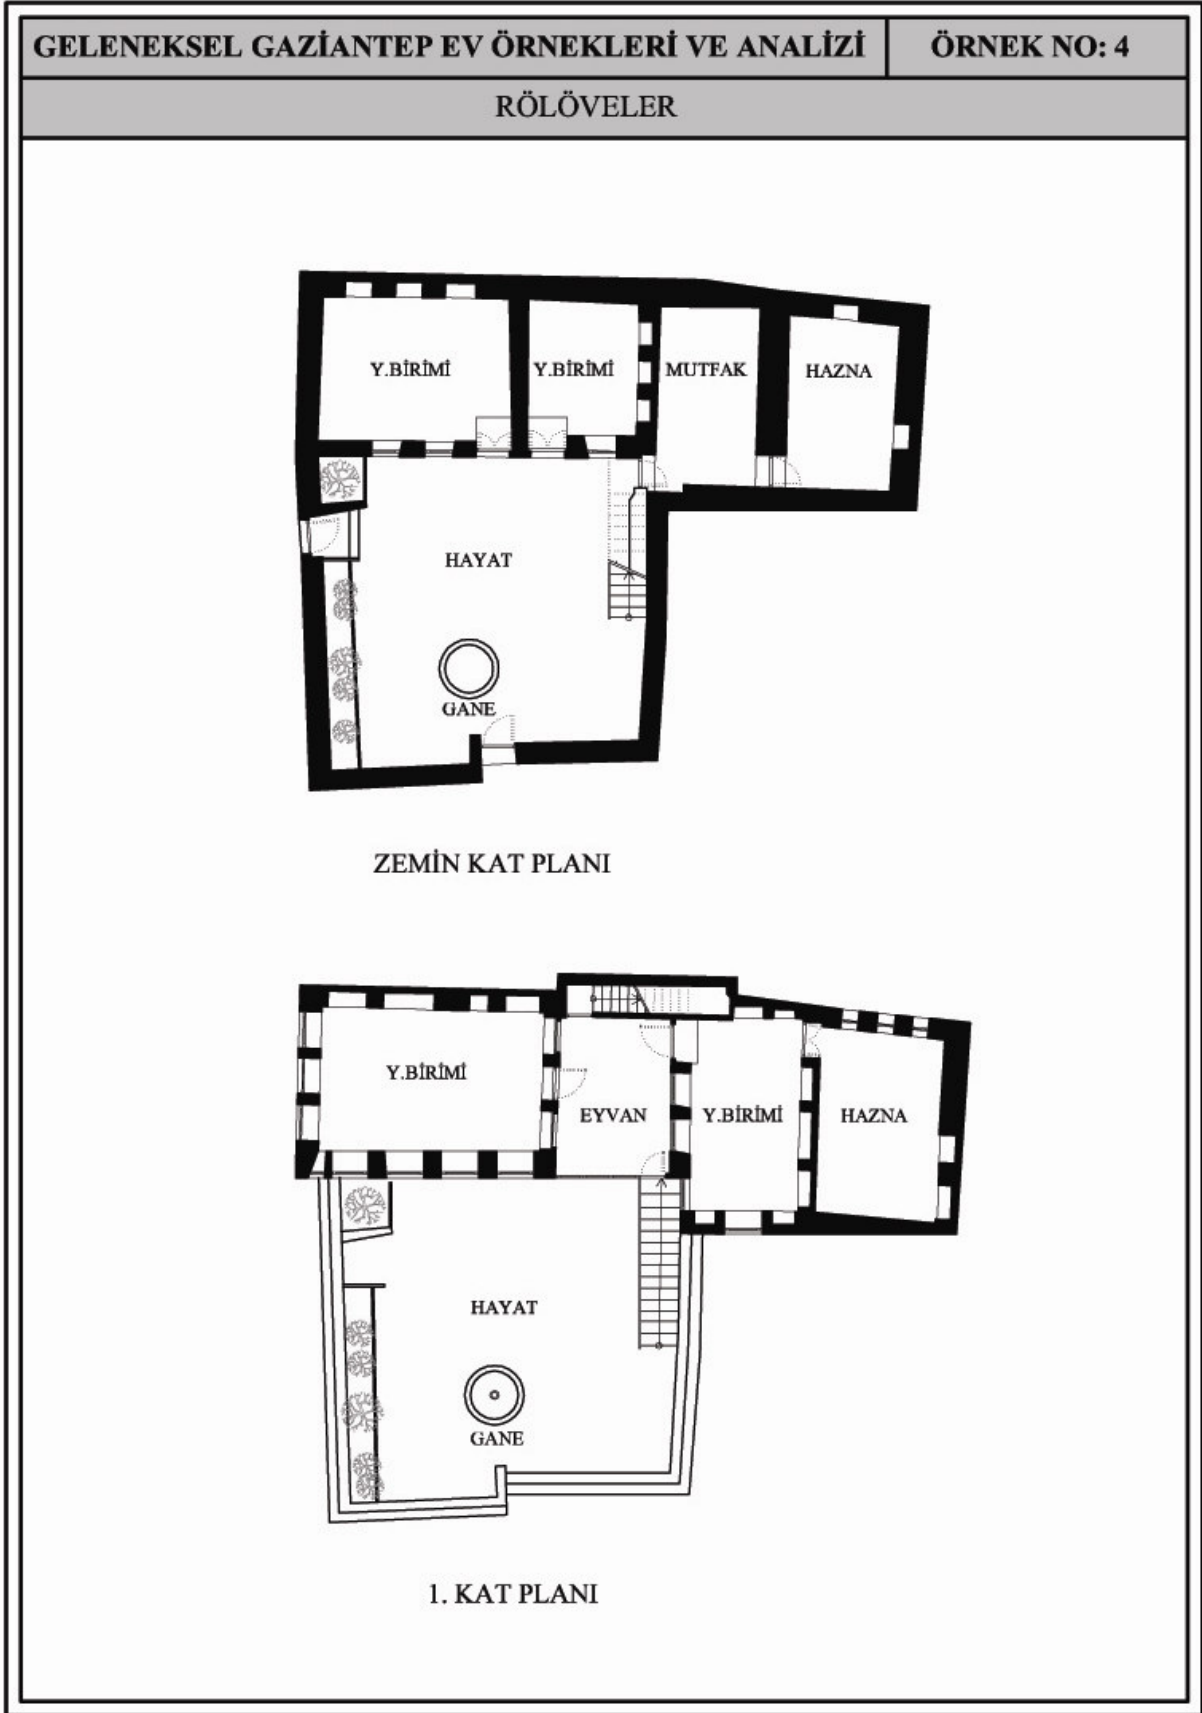 GELENEKSEL GAZİANTEP EV ÖRNEKLERİ VE ANALİZİ
ÖRNEK NO: 4
RÖLÖVELER
Y.BİRİMİ
Y.BİRİMİ
MUTFAK
HAZNA
HAYAT
GANE
ZEMİN KAT PLANI
Y.BİRİMİ
EYVAN
Y.BİRİMİ
HAZNA
HAYAT
GANE
1. KAT PLANI